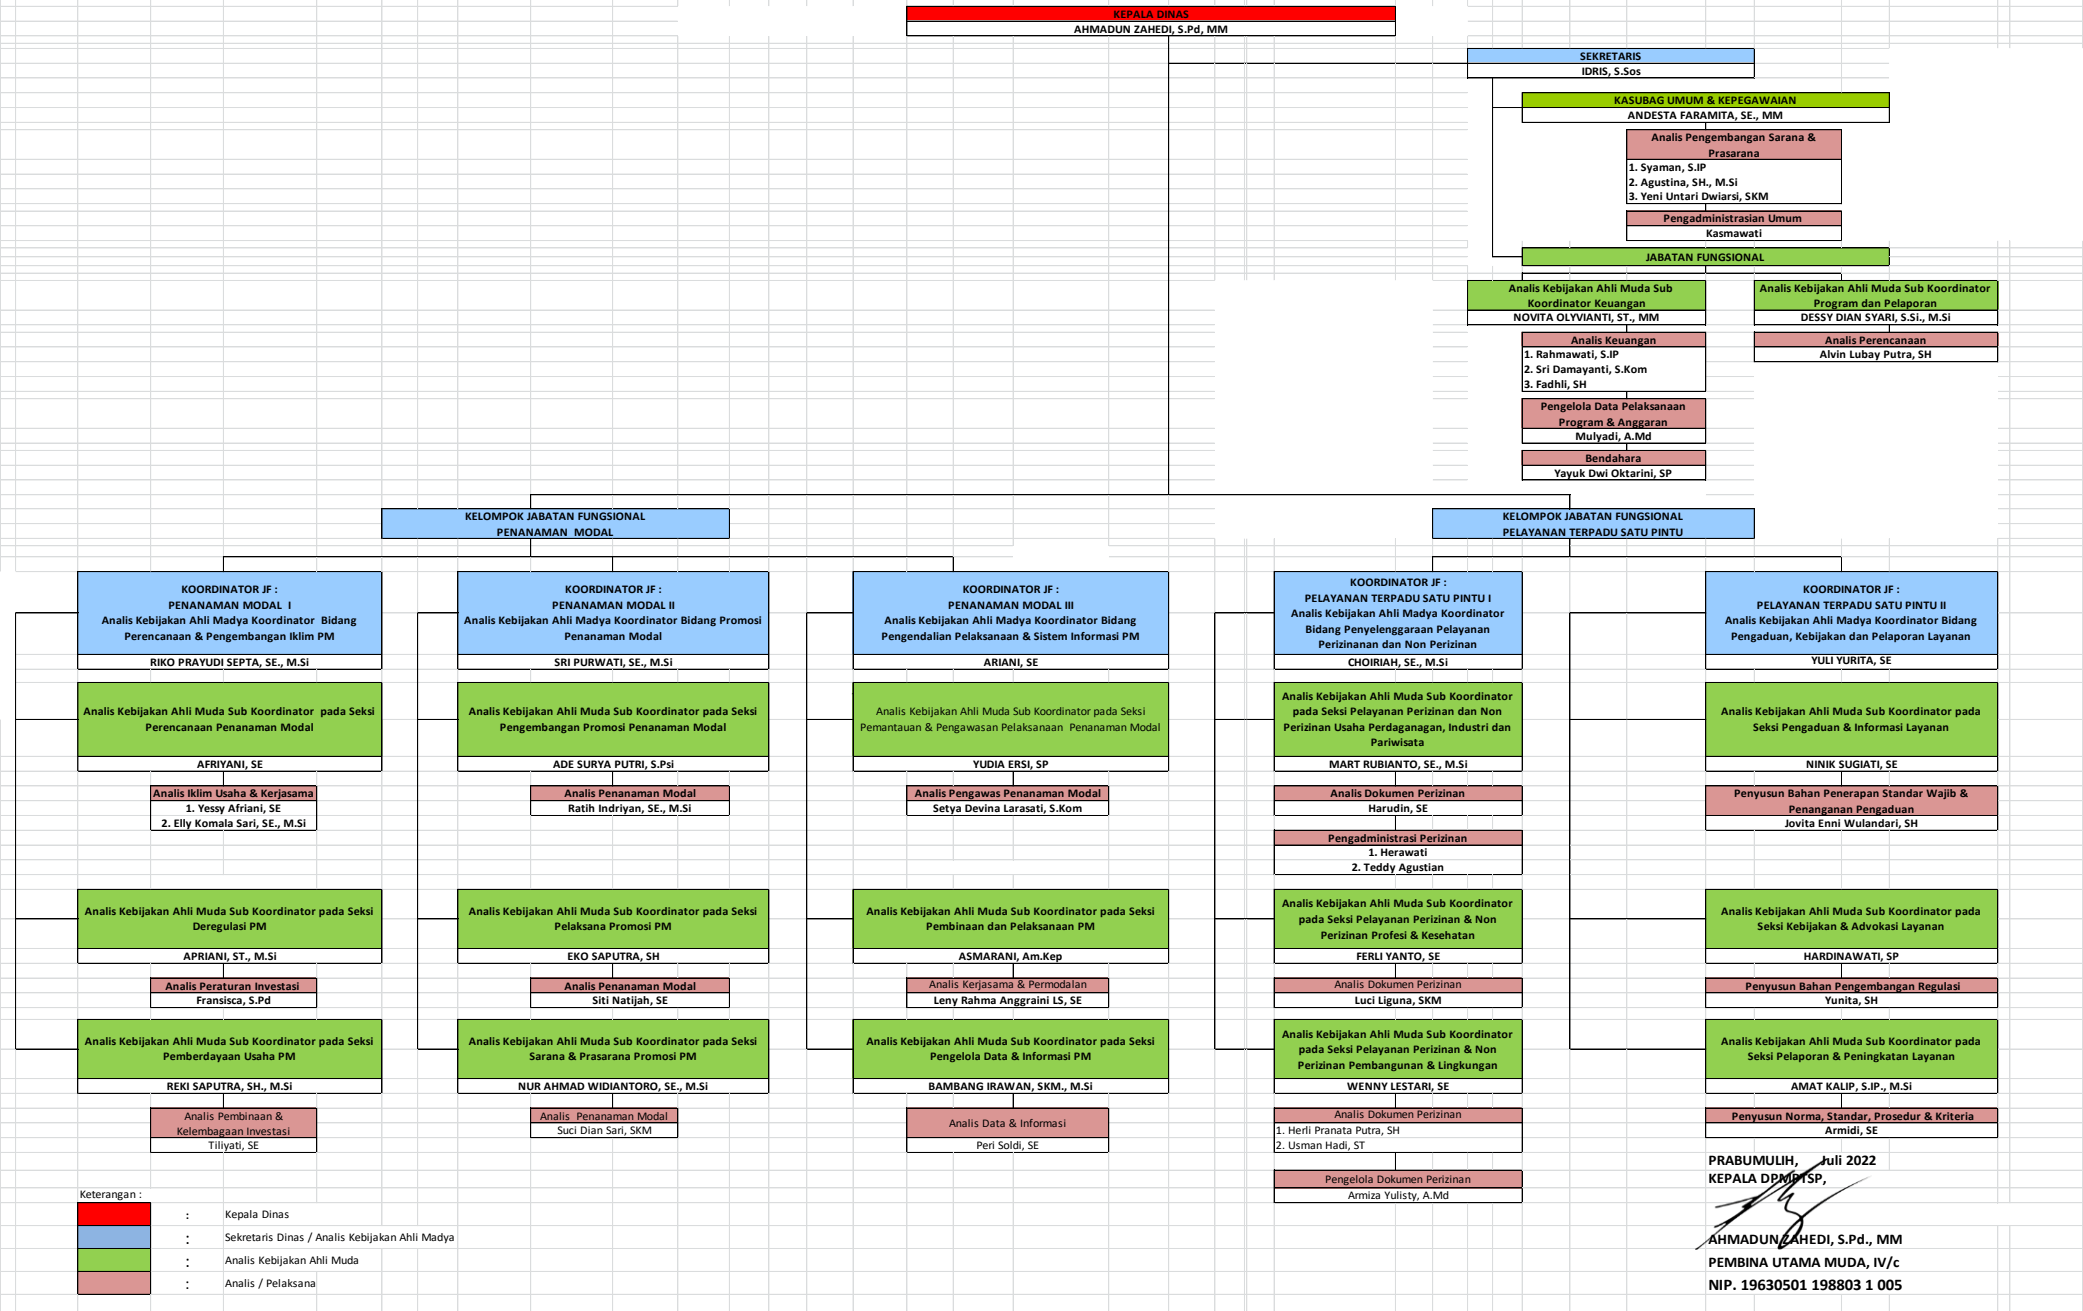 KEPALA DINAS
AHMADUN ZAHEDI, S.Pd, MM
SEKRETARIS
IDRIS, S.Sos
KASUBAG UMUM & KEPEGAWAIAN
ANDESTA FARAMITA, SE., MM
Analis Pengembangan Sarana &
Prasarana
1. Syaman, S.IP
2. Agustina, SH., M.Si
3. Yeni Untari Dwiarsi, SKM
Pengadministrasian Umum
Kasmawati
JABATAN FUNGSIONAL
Analis Kebijakan Ahli Muda Sub
Koordinator Keuangan
NOVITA OLYVIANTI, ST., MM
Analis Keuangan
1. Rahmawati, S.IP
2. Sri Damayanti, S.Kom
3. Fadhli, SH
Pengelola Data Pelaksanaan
Program & Anggaran
Mulyadi, A.Md
Bendahara
Yayuk Dwi Oktarini, SP
Analis Kebijakan Ahli Muda Sub Koordinator
Program dan Pelaporan
DESSY DIAN SYARI, S.Si., M.Si
Analis Perencanaan
Alvin Lubay Putra, SH
KELOMPOK JABATAN FUNGSIONAL
PENANAMAN  MODAL
KELOMPOK JABATAN FUNGSIONAL
PELAYANAN TERPADU SATU PINTU
KOORDINATOR JF :
PENANAMAN MODAL  I
Analis Kebijakan Ahli Madya Koordinator  Bidang
Perencanaan & Pengembangan Iklim PM
RIKO PRAYUDI SEPTA, SE., M.Si
Analis Kebijakan Ahli Muda Sub Koordinator  pada Seksi
Perencanaan Penanaman Modal
AFRIYANI, SE
Analis Iklim Usaha & Kerjasama
1. Yessy Afriani, SE
2. Elly Komala Sari, SE., M.Si
Analis Kebijakan Ahli Muda Sub Koordinator pada Seksi
Deregulasi PM
APRIANI, ST., M.Si
Analis Peraturan Investasi
Fransisca, S.Pd
Analis Kebijakan Ahli Muda Sub Koordinator pada Seksi
Pemberdayaan Usaha PM
REKI SAPUTRA, SH., M.Si
Analis Pembinaan &
Kelembagaan Investasi
Tiliyati, SE
KOORDINATOR JF :
PENANAMAN MODAL II
Analis Kebijakan Ahli Madya Koordinator Bidang Promosi
Penanaman Modal
SRI PURWATI, SE., M.Si
Analis Kebijakan Ahli Muda Sub Koordinator pada Seksi
Pengembangan Promosi Penanaman Modal
ADE SURYA PUTRI, S.Psi
Analis Penanaman Modal
Ratih Indriyan, SE., M.Si
Analis Kebijakan Ahli Muda Sub Koordinator pada Seksi
Pelaksana Promosi PM
EKO SAPUTRA, SH
Analis Penanaman Modal
Siti Natijah, SE
Analis Kebijakan Ahli Muda Sub Koordinator pada Seksi
Sarana & Prasarana Promosi PM
NUR AHMAD WIDIANTORO, SE., M.Si
Analis  Penanaman Modal
Suci Dian Sari, SKM
KOORDINATOR JF :
PENANAMAN MODAL III
Analis Kebijakan Ahli Madya Koordinator Bidang
Pengendalian Pelaksanaan & Sistem Informasi PM
ARIANI, SE
Analis Kebijakan Ahli Muda Sub Koordinator pada Seksi
Pemantauan & Pengawasan Pelaksanaan  Penanaman Modal
YUDIA ERSI, SP
Analis Pengawas Penanaman Modal
Setya Devina Larasati, S.Kom
Analis Kebijakan Ahli Muda Sub Koordinator pada Seksi
Pembinaan dan Pelaksanaan PM
ASMARANI, Am.Kep
Analis Kerjasama & Permodalan
Leny Rahma Anggraini LS, SE
Analis Kebijakan Ahli Muda Sub Koordinator pada Seksi
Pengelola Data & Informasi PM
BAMBANG IRAWAN, SKM., M.Si
Analis Data & Informasi
Peri Soldi, SE
KOORDINATOR JF :
PELAYANAN TERPADU SATU PINTU I
Analis Kebijakan Ahli Madya Koordinator
Bidang Penyelenggaraan Pelayanan
Perizinanan dan Non Perizinan
CHOIRIAH, SE., M.Si
Analis Kebijakan Ahli Muda Sub Koordinator
pada Seksi Pelayanan Perizinan dan Non
Perizinan Usaha Perdaganagan, Industri dan
Pariwisata
MART RUBIANTO, SE., M.Si
Analis Dokumen Perizinan
Harudin, SE
Pengadministrasi Perizinan
1. Herawati
2. Teddy Agustian
Analis Kebijakan Ahli Muda Sub Koordinator
pada Seksi Pelayanan Perizinan & Non
Perizinan Profesi & Kesehatan
FERLI YANTO, SE
Analis Dokumen Perizinan
Luci Liguna, SKM
Analis Kebijakan Ahli Muda Sub Koordinator
pada Seksi Pelayanan Perizinan & Non
Perizinan Pembangunan & Lingkungan
WENNY LESTARI, SE
Analis Dokumen Perizinan
1. Herli Pranata Putra, SH
2. Usman Hadi, ST
Pengelola Dokumen Perizinan
Armiza Yulisty, A.Md
KOORDINATOR JF :
PELAYANAN TERPADU SATU PINTU II
Analis Kebijakan Ahli Madya Koordinator Bidang
Pengaduan, Kebijakan dan Pelaporan Layanan
YULI YURITA, SE
Analis Kebijakan Ahli Muda Sub Koordinator pada
Seksi Pengaduan & Informasi Layanan
NINIK SUGIATI, SE
Penyusun Bahan Penerapan Standar Wajib &
Penanganan Pengaduan
Jovita Enni Wulandari, SH
Analis Kebijakan Ahli Muda Sub Koordinator pada
Seksi Kebijakan & Advokasi Layanan
HARDINAWATI, SP
Penyusun Bahan Pengembangan Regulasi
Yunita, SH
Analis Kebijakan Ahli Muda Sub Koordinator pada
Seksi Pelaporan & Peningkatan Layanan
AMAT KALIP, S.IP., M.Si
Penyusun Norma, Standar, Prosedur & Kriteria
Armidi, SE
PRABUMULIH,      Juli 2022
KEPALA DPMPTSP,
AHMADUN ZAHEDI, S.Pd., MM
PEMBINA UTAMA MUDA, IV/c
NIP. 19630501 198803 1 005
Keterangan :
: Kepala Dinas
: Sekretaris Dinas / Analis Kebijakan Ahli Madya
: Analis Kebijakan Ahli Muda
: Analis / Pelaksana